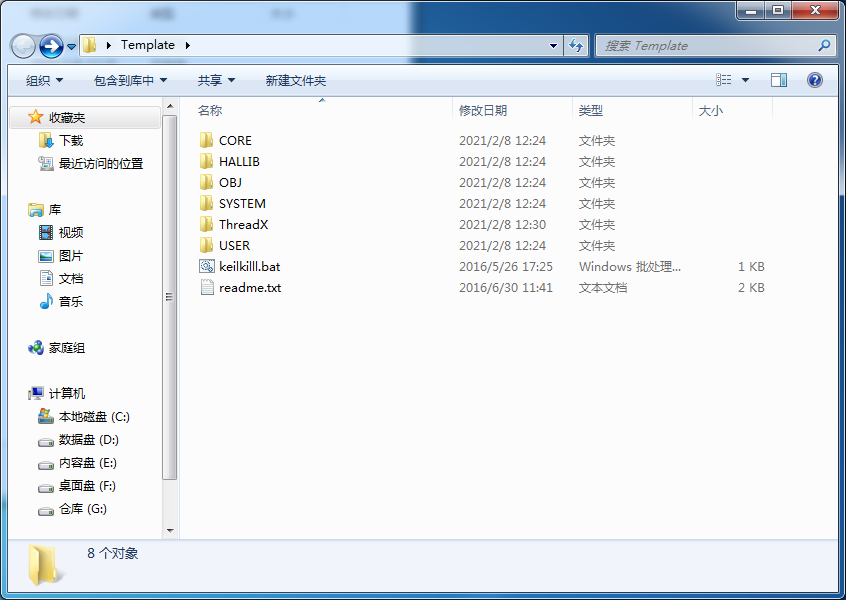 Template
搜索 Template
组织 包含到库中 共享 新建文件夹
收藏夹
下载
最近访问的位置
库
视频
图片
文档
音乐
家庭组
计算机
本地磁盘 (C:)
数据盘 (D:)
内容盘 (E:)
桌面盘 (F:)
仓库 (G:)
名称 修改日期 类型 大小
CORE 2021/2/8 12:24 文件夹
HALLIB 2021/2/8 12:24 文件夹
OBJ 2021/2/8 12:24 文件夹
SYSTEM 2021/2/8 12:24 文件夹
ThreadX 2021/2/8 12:30 文件夹
USER 2021/2/8 12:24 文件夹
keilkilll.bat 2016/5/26 17:25 Windows 批处理... 1 KB
readme.txt 2016/6/30 11:41 文本文档 2 KB
8 个对象